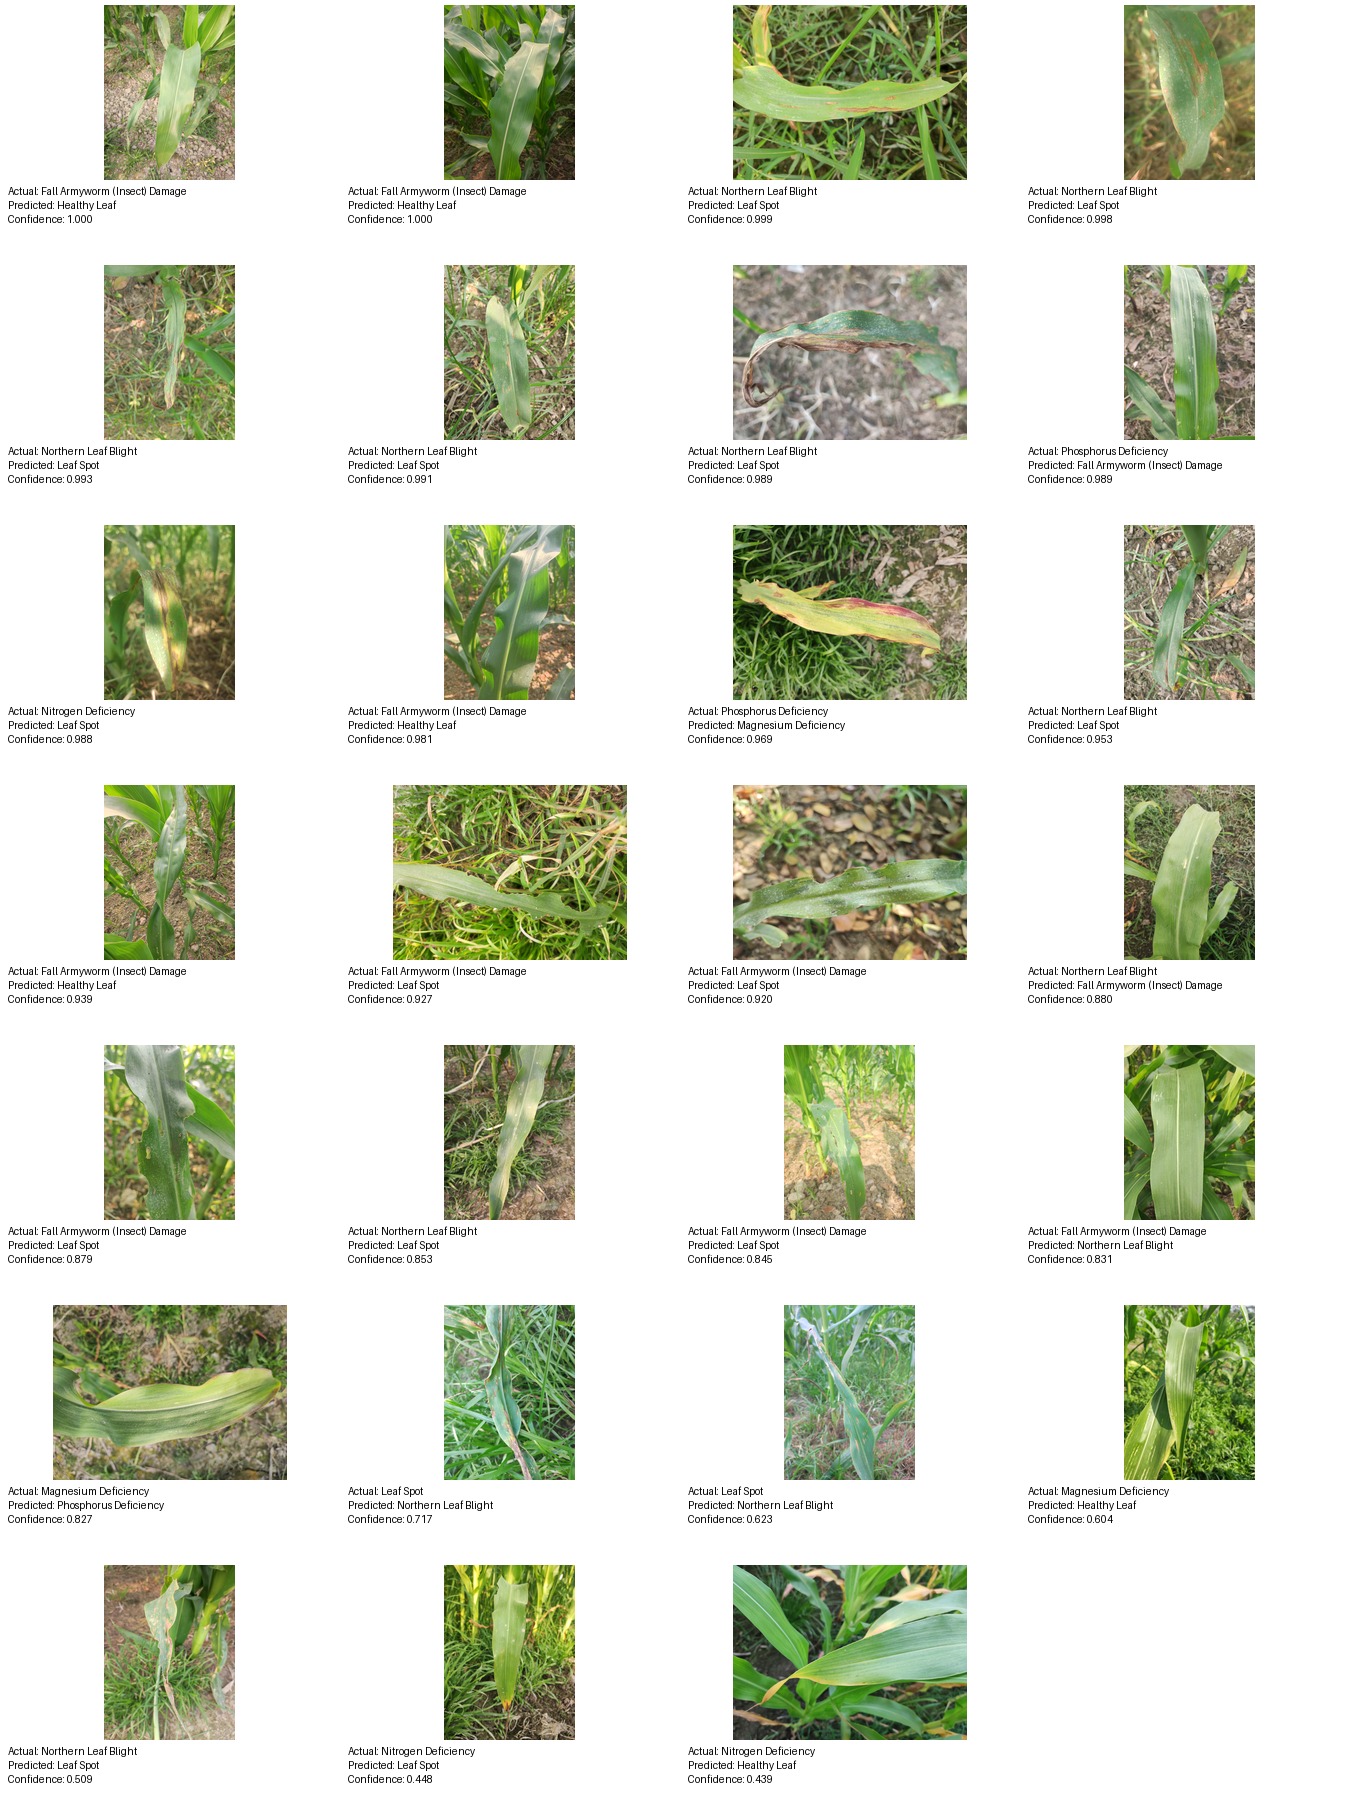 Actual: Fall Armyworm (Insect) Damage
Predicted: Healthy Leaf
Confidence: 1.000
Actual: Fall Armyworm (Insect) Damage
Predicted: Healthy Leaf
Confidence: 1.000
Actual: Northern Leaf Blight
Predicted: Leaf Spot
Confidence: 0.999
Actual: Northern Leaf Blight
Predicted: Leaf Spot
Confidence: 0.998
Actual: Northern Leaf Blight
Predicted: Leaf Spot
Confidence: 0.993
Actual: Northern Leaf Blight
Predicted: Leaf Spot
Confidence: 0.991
Actual: Northern Leaf Blight
Predicted: Leaf Spot
Confidence: 0.989
Actual: Phosphorus Deficiency
Predicted: Fall Armyworm (Insect) Damage
Confidence: 0.989
Actual: Nitrogen Deficiency
Predicted: Leaf Spot
Confidence: 0.988
Actual: Fall Armyworm (Insect) Damage
Predicted: Healthy Leaf
Confidence: 0.981
Actual: Phosphorus Deficiency
Predicted: Magnesium Deficiency
Confidence: 0.969
Actual: Northern Leaf Blight
Predicted: Leaf Spot
Confidence: 0.953
Actual: Fall Armyworm (Insect) Damage
Predicted: Healthy Leaf
Confidence: 0.939
Actual: Fall Armyworm (Insect) Damage
Predicted: Leaf Spot
Confidence: 0.927
Actual: Fall Armyworm (Insect) Damage
Predicted: Leaf Spot
Confidence: 0.920
Actual: Northern Leaf Blight
Predicted: Fall Armyworm (Insect) Damage
Confidence: 0.880
Actual: Fall Armyworm (Insect) Damage
Predicted: Leaf Spot
Confidence: 0.879
Actual: Northern Leaf Blight
Predicted: Leaf Spot
Confidence: 0.853
Actual: Fall Armyworm (Insect) Damage
Predicted: Leaf Spot
Confidence: 0.845
Actual: Fall Armyworm (Insect) Damage
Predicted: Northern Leaf Blight
Confidence: 0.831
Actual: Magnesium Deficiency
Predicted: Phosphorus Deficiency
Confidence: 0.827
Actual: Leaf Spot
Predicted: Northern Leaf Blight
Confidence: 0.717
Actual: Leaf Spot
Predicted: Northern Leaf Blight
Confidence: 0.623
Actual: Magnesium Deficiency
Predicted: Healthy Leaf
Confidence: 0.604
Actual: Northern Leaf Blight
Predicted: Leaf Spot
Confidence: 0.509
Actual: Nitrogen Deficiency
Predicted: Leaf Spot
Confidence: 0.448
Actual: Nitrogen Deficiency
Predicted: Healthy Leaf
Confidence: 0.439